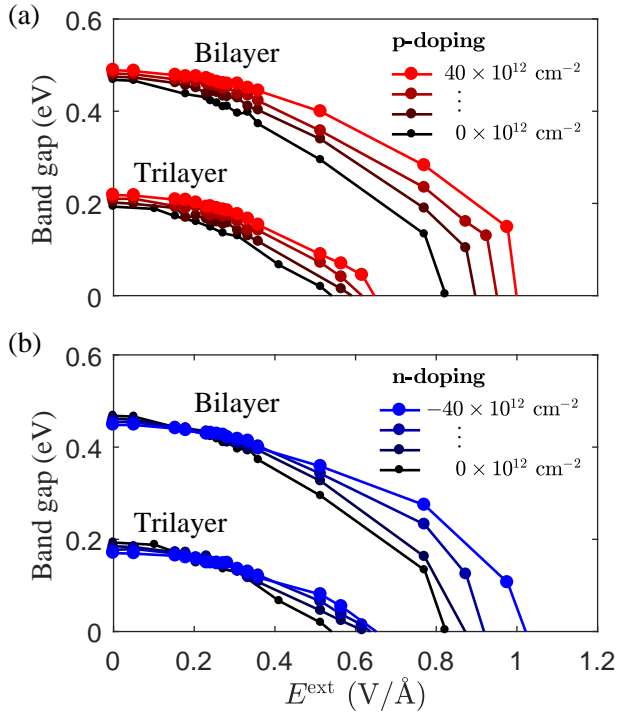 (a)
0.6
0.4
0.2
0
Band gap (eV)
Bilayer
Trilayer
p-doping
40 × 10¹² cm⁻²
⋮
0 × 10¹² cm⁻²
(b)
0.6
0.4
0.2
0
Band gap (eV)
Bilayer
Trilayer
n-doping
−40 × 10¹² cm⁻²
⋮
0 × 10¹² cm⁻²
0 0.2 0.4 0.6 0.8 1 1.2
Eᵉˣᵗ (V/Å)